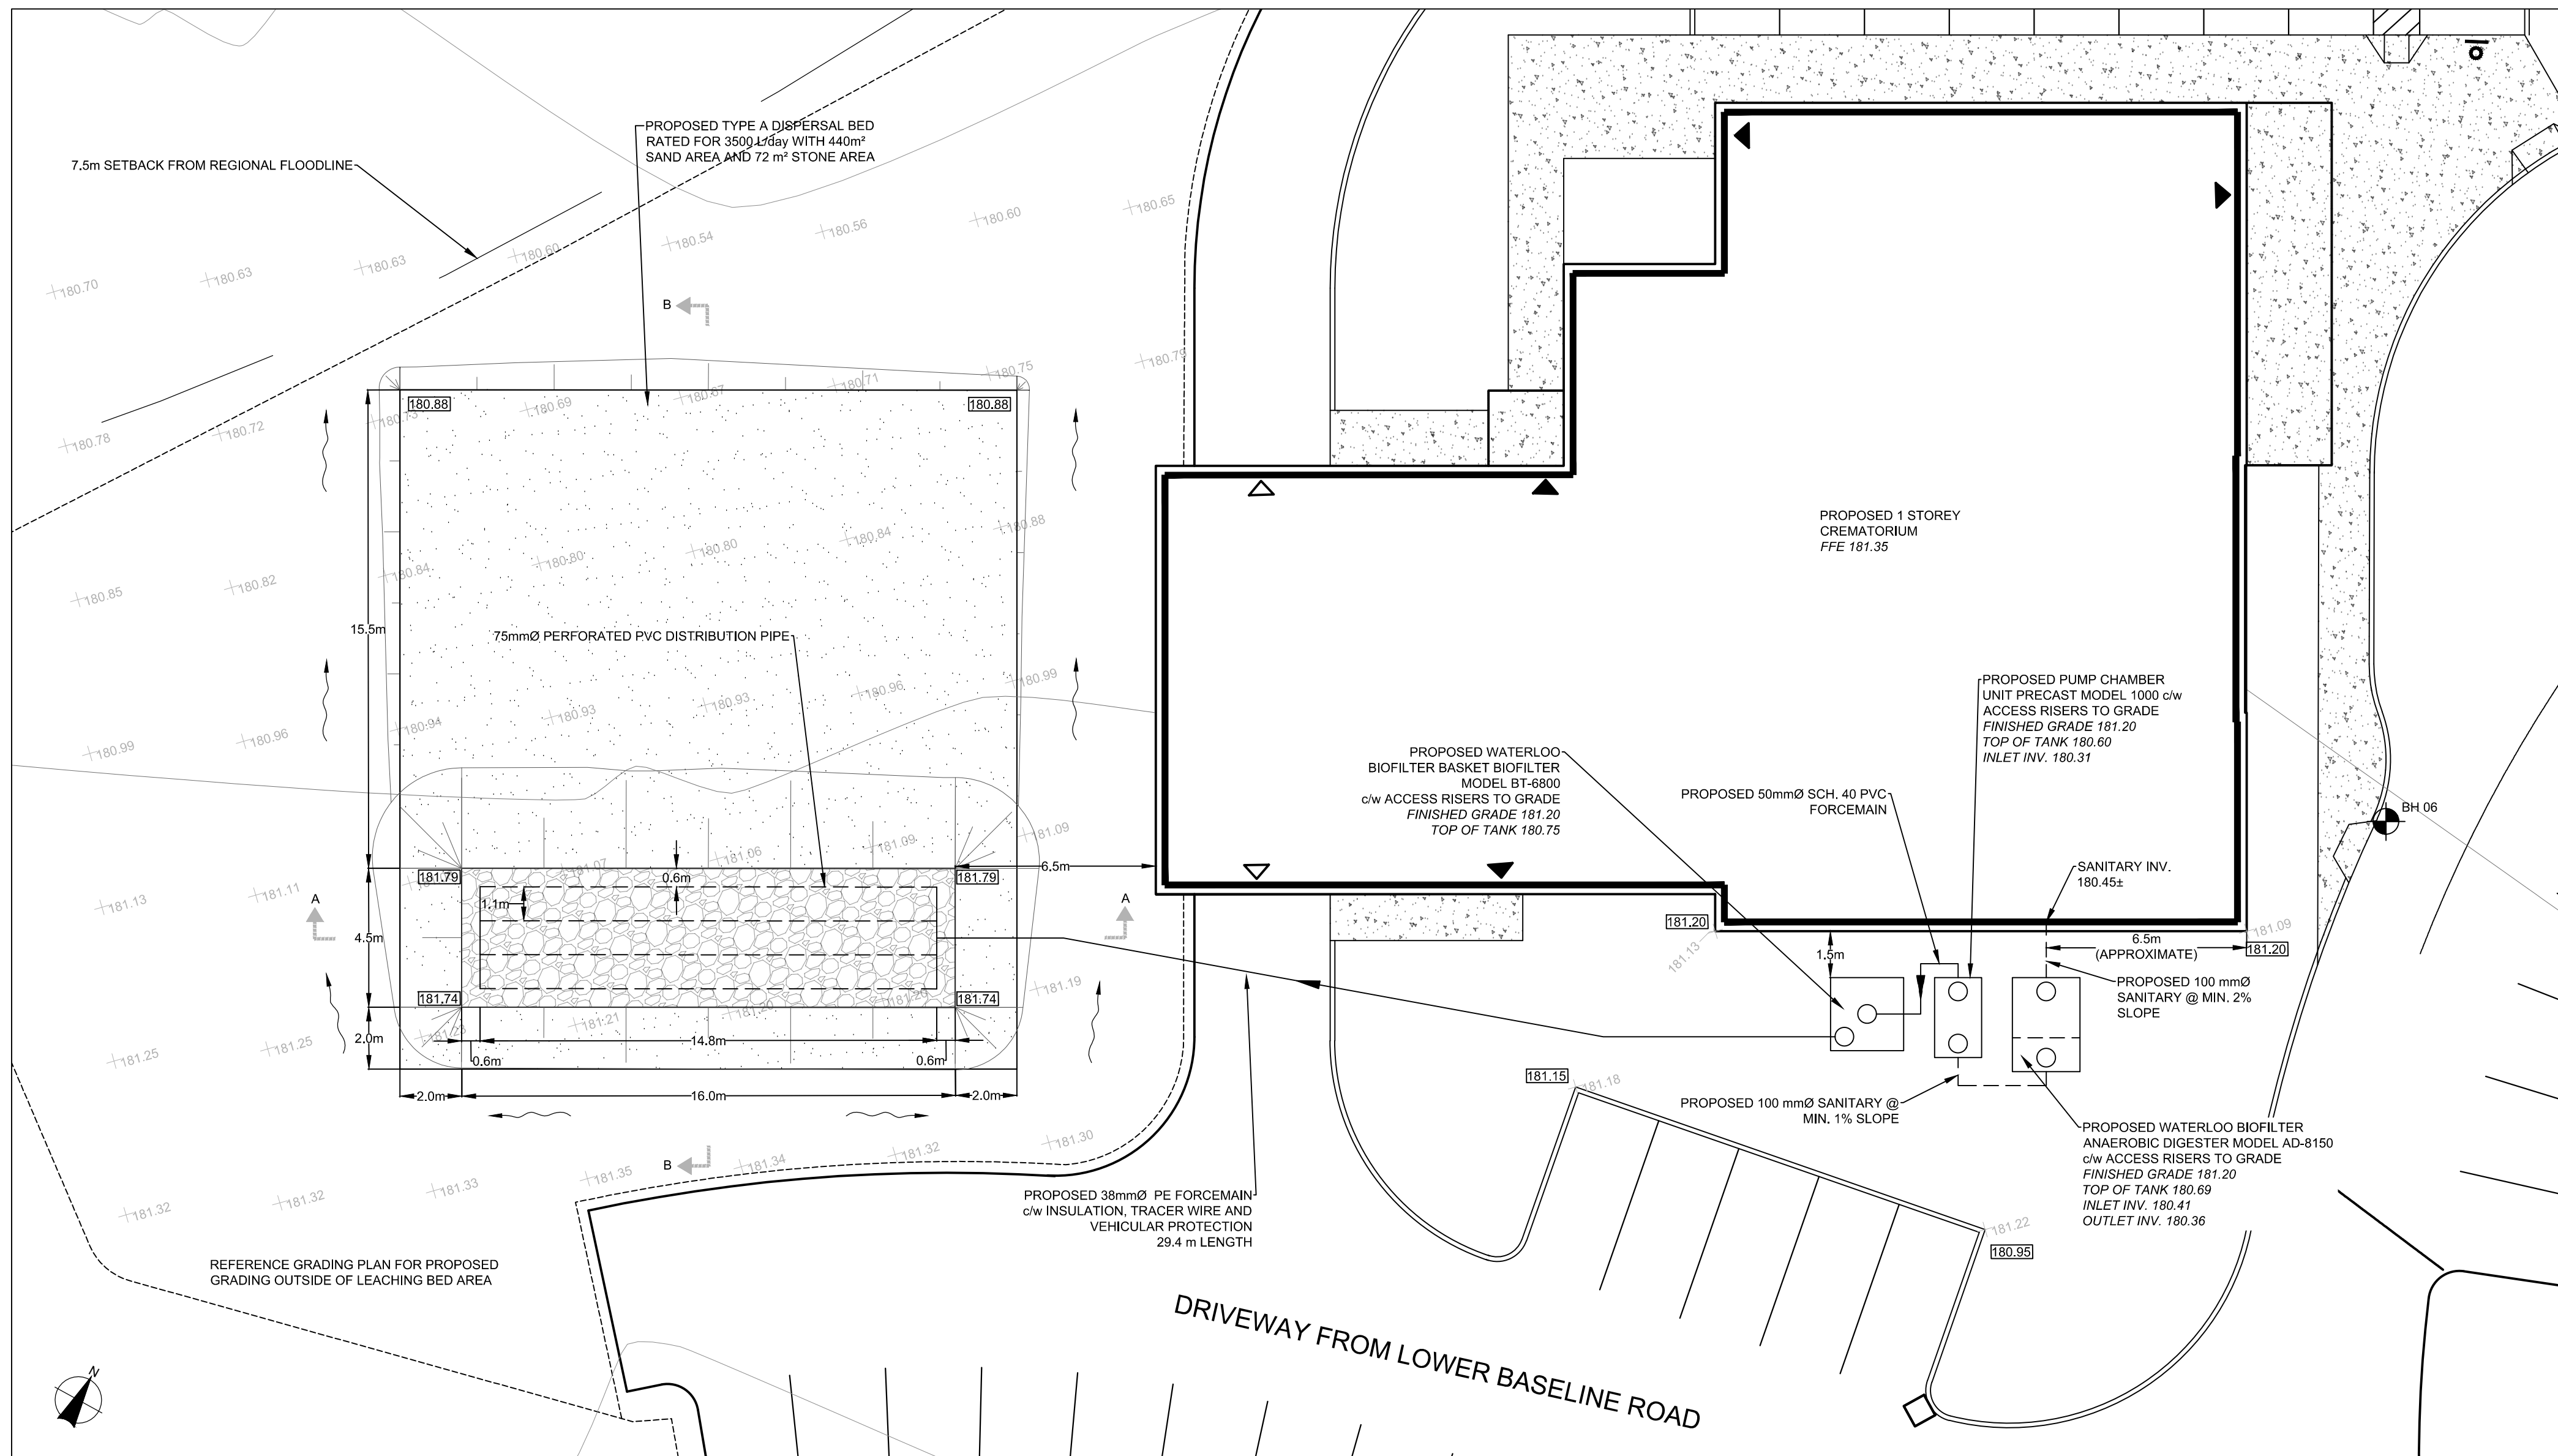 PROPOSED TYPE A DISPERSAL BED
RATED FOR 3500 L/day WITH 440m²
SAND AREA AND 72 m² STONE AREA
7.5m SETBACK FROM REGIONAL FLOODLINE
180.70
180.63
180.63
180.60
180.54
180.56
180.60
180.65
B
180.78
180.72
180.73
180.69
180.67
180.71
180.75
180.79
180.88
180.88
180.85
180.82
180.84
180.80
180.80
180.84
180.88
15.5m
75mmØ PERFORATED PVC DISTRIBUTION PIPE
180.99
180.96
180.94
180.93
180.93
180.96
180.99
181.07
181.06
181.09
181.09
6.5m
181.79
0.6m
181.79
1.1m
181.13
181.11
A
A
4.5m
181.74
181.74
181.20
181.19
181.25
181.25
181.23
181.21
181.20
2.0m
14.8m
0.6m
0.6m
2.0m
16.0m
2.0m
B
181.32
181.32
181.33
181.35
181.34
181.32
181.30
REFERENCE GRADING PLAN FOR PROPOSED
GRADING OUTSIDE OF LEACHING BED AREA
N
PROPOSED 38mmØ PE FORCEMAIN
c/w INSULATION, TRACER WIRE AND
VEHICULAR PROTECTION
29.4 m LENGTH
PROPOSED 1 STOREY
CREMATORIUM
FFE 181.35
PROPOSED WATERLOO
BIOFILTER BASKET BIOFILTER
MODEL BT-6800
c/w ACCESS RISERS TO GRADE
FINISHED GRADE 181.20
TOP OF TANK 180.75
PROPOSED PUMP CHAMBER
UNIT PRECAST MODEL 1000 c/w
ACCESS RISERS TO GRADE
FINISHED GRADE 181.20
TOP OF TANK 180.60
INLET INV. 180.31
PROPOSED 50mmØ SCH. 40 PVC
FORCEMAIN
BH 06
SANITARY INV.
180.45±
181.20
181.13
1.5m
6.5m
(APPROXIMATE)
181.09
181.20
PROPOSED 100 mmØ
SANITARY @ MIN. 2%
SLOPE
181.15
181.18
PROPOSED 100 mmØ SANITARY @
MIN. 1% SLOPE
PROPOSED WATERLOO BIOFILTER
ANAEROBIC DIGESTER MODEL AD-8150
c/w ACCESS RISERS TO GRADE
FINISHED GRADE 181.20
TOP OF TANK 180.69
INLET INV. 180.41
OUTLET INV. 180.36
181.22
180.95
DRIVEWAY FROM LOWER BASELINE ROAD